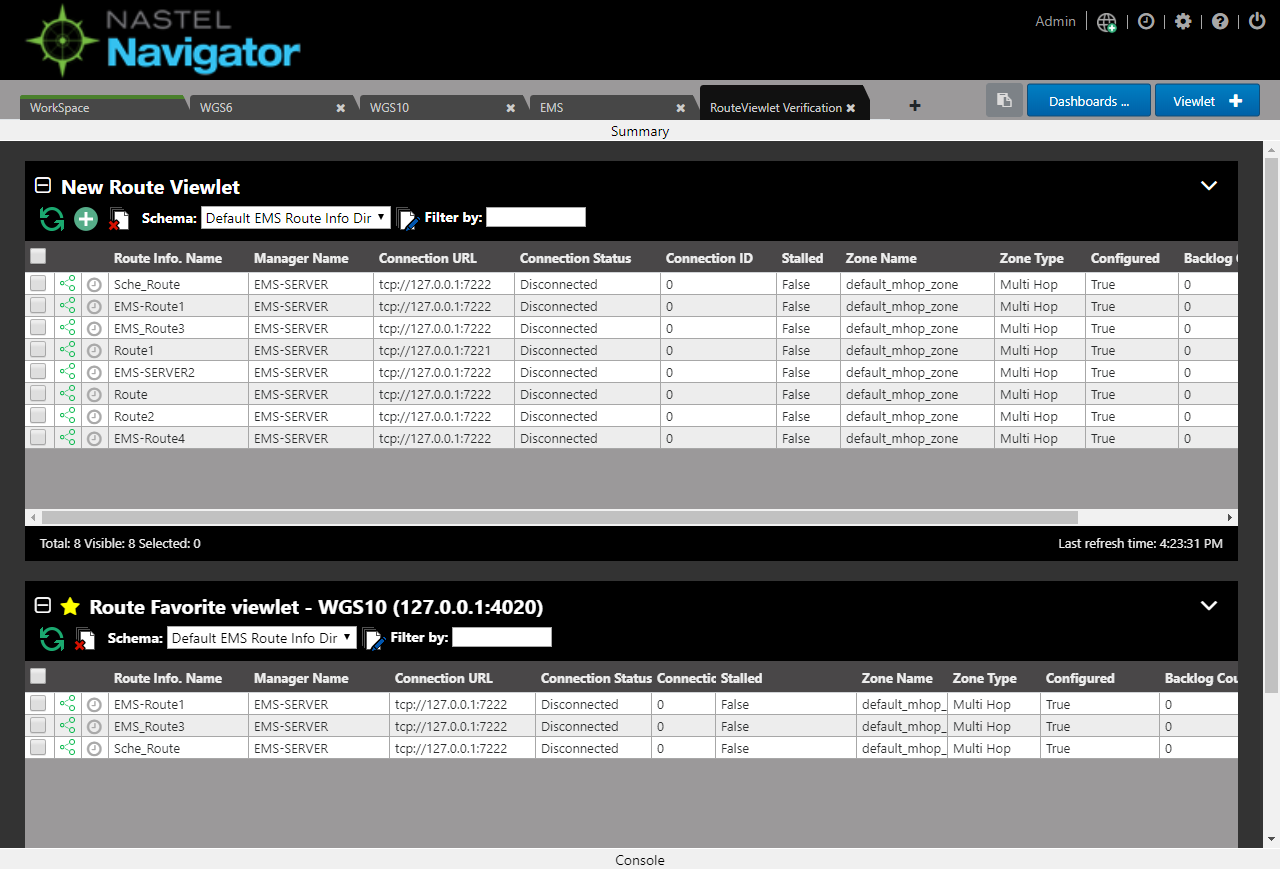 NASTEL
Navigator
Admin
WorkSpace WGS6 WGS10 EMS RouteViewlet Verification Dashboards ... Viewlet
Summary
New Route Viewlet
Schema: Default EMS Route Info Dir Filter by:
Route Info. Name Manager Name Connection URL Connection Status Connection ID Stalled Zone Name Zone Type Configured Backlog
Sche_Route EMS-SERVER tcp://127.0.0.1:7222 Disconnected 0 False default_mhop_zone Multi Hop True 0
EMS-Route1 EMS-SERVER tcp://127.0.0.1:7222 Disconnected 0 False default_mhop_zone Multi Hop True 0
EMS_Route3 EMS-SERVER tcp://127.0.0.1:7222 Disconnected 0 False default_mhop_zone Multi Hop True 0
Route1 EMS-SERVER tcp://127.0.0.1:7221 Disconnected 0 False default_mhop_zone Multi Hop True 0
EMS-SERVER2 EMS-SERVER tcp://127.0.0.1:7222 Disconnected 0 False default_mhop_zone Multi Hop True 0
Route EMS-SERVER tcp://127.0.0.1:7222 Disconnected 0 False default_mhop_zone Multi Hop True 0
Route2 EMS-SERVER tcp://127.0.0.1:7222 Disconnected 0 False default_mhop_zone Multi Hop True 0
EMS-Route4 EMS-SERVER tcp://127.0.0.1:7222 Disconnected 0 False default_mhop_zone Multi Hop True 0
Total: 8 Visible: 8 Selected: 0 Last refresh time: 4:23:31 PM
Route Favorite viewlet - WGS10 (127.0.0.1:4020)
Schema: Default EMS Route Info Dir Filter by:
Route Info. Name Manager Name Connection URL Connection Status Connectic Stalled Zone Name Zone Type Configured Backlog Cou
EMS-Route1 EMS-SERVER tcp://127.0.0.1:7222 Disconnected 0 False default_mhop_ Multi Hop True 0
EMS_Route3 EMS-SERVER tcp://127.0.0.1:7222 Disconnected 0 False default_mhop_ Multi Hop True 0
Sche_Route EMS-SERVER tcp://127.0.0.1:7222 Disconnected 0 False default_mhop_ Multi Hop True 0
Console